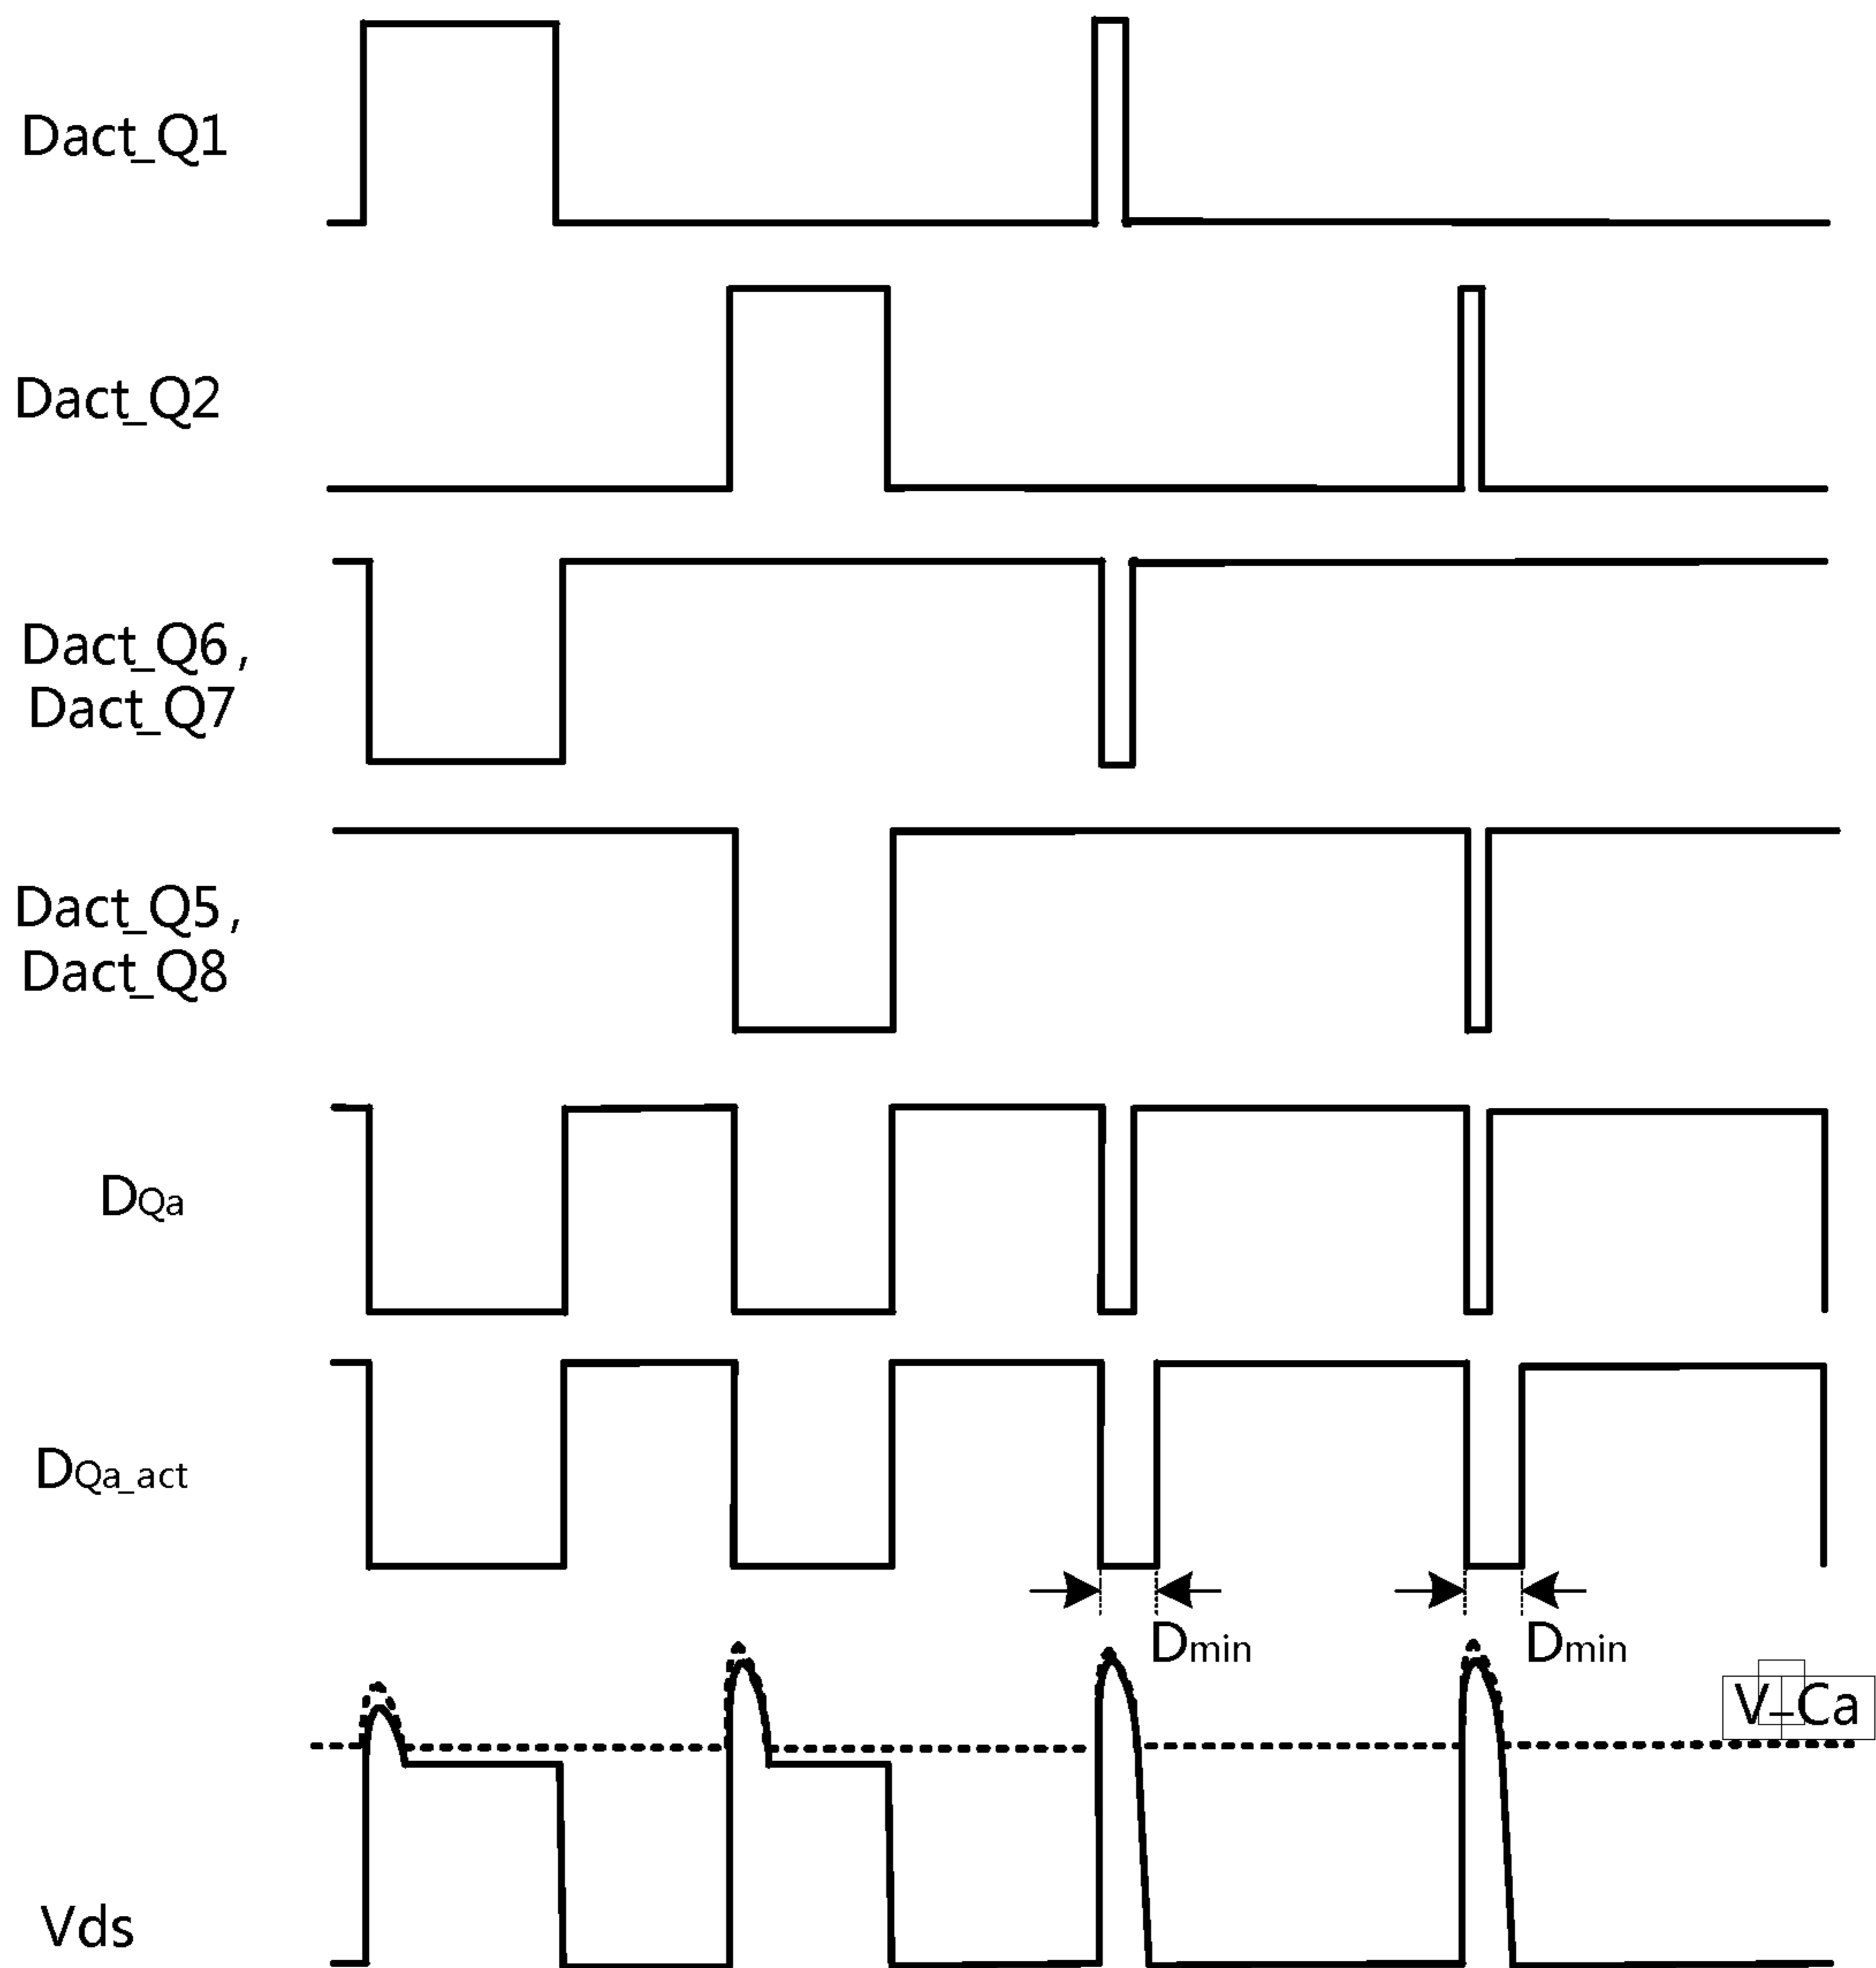 Dact_Q1
Dact_Q2
Dact_Q6,
Dact_Q7
Dact_Q5,
Dact_Q8
DQa
DQa_act
Dmin
Dmin
V_Ca
Vds